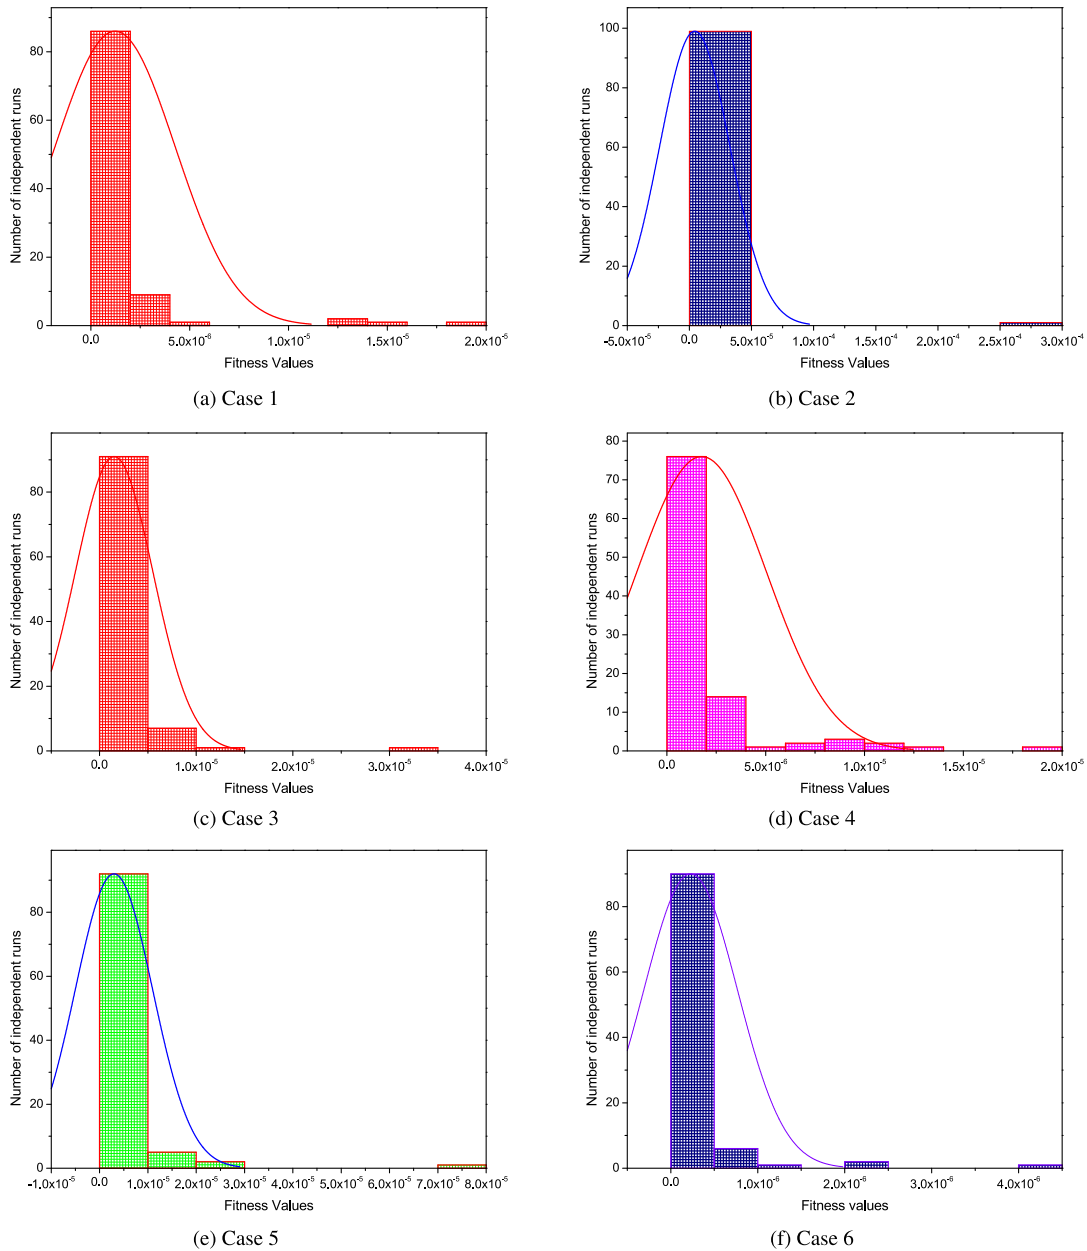 Number of independent runs
80
60
40
20
0
0.0 5.0x10⁻⁶ 1.0x10⁻⁵ 1.5x10⁻⁵ 2.0x10⁻⁵
Fitness Values
(a) Case 1
Number of independent runs
100
80
60
40
20
0
-5.0x10⁻⁵ 0.0 5.0x10⁻⁵ 1.0x10⁻⁴ 1.5x10⁻⁴ 2.0x10⁻⁴ 2.5x10⁻⁴ 3.0x10⁻⁴
Fitness Values
(b) Case 2
Number of independent runs
80
60
40
20
0
0.0 1.0x10⁻⁵ 2.0x10⁻⁵ 3.0x10⁻⁵ 4.0x10⁻⁵
Fitness Values
(c) Case 3
Number of independent runs
80
75
70
65
60
55
50
45
40
35
30
25
20
15
10
5
0
0.0 5.0x10⁻⁶ 1.0x10⁻⁵ 1.5x10⁻⁵ 2.0x10⁻⁵
Fitness Values
(d) Case 4
Number of independent runs
80
60
40
20
0
-1.0x10⁻⁵ 0.0 1.0x10⁻⁵ 2.0x10⁻⁵ 3.0x10⁻⁵ 4.0x10⁻⁵ 5.0x10⁻⁵ 6.0x10⁻⁵ 7.0x10⁻⁵ 8.0x10⁻⁵
Fitness Values
(e) Case 5
Number of independent runs
80
60
40
20
0
0.0 1.0x10⁻⁶ 2.0x10⁻⁶ 3.0x10⁻⁶ 4.0x10⁻⁶
Fitness values
(f) Case 6